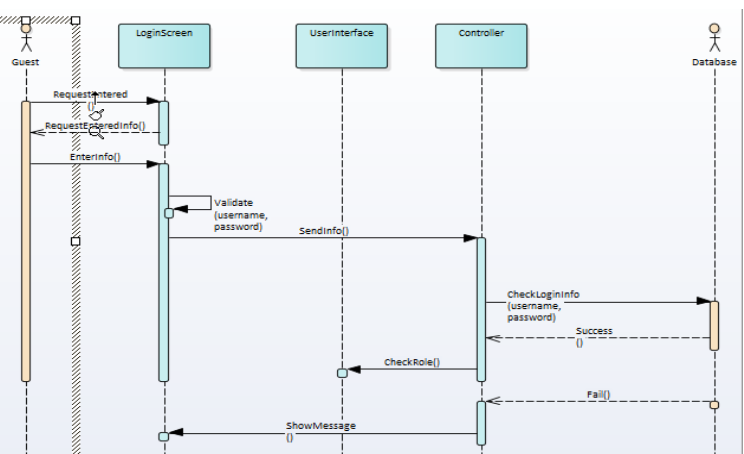 LoginScreen
UserInterface
Controller
Guest
Database
RequestEntered
()
RequestEnteredInfo()
EnterInfo()
Validate
(username,
password)
SendInfo()
CheckLoginInfo
(username,
password)
Success
()
CheckRole()
Fail()
ShowMessage
()